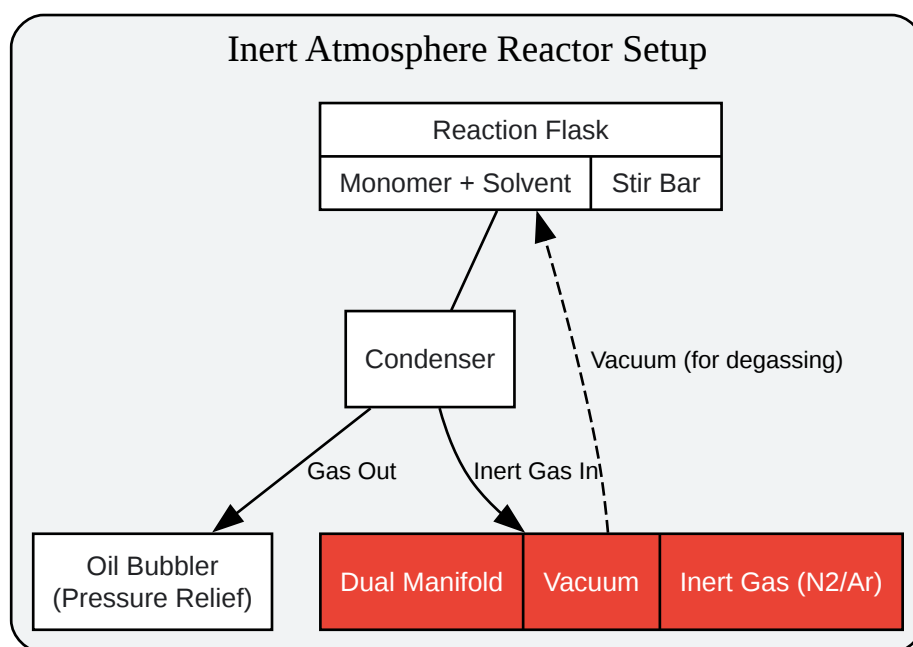 Inert Atmosphere Reactor Setup
Reaction Flask
Monomer + Solvent
Stir Bar
Condenser
Vacuum (for degassing)
Gas Out
Inert Gas In
Oil Bubbler
(Pressure Relief)
Dual Manifold
Vacuum
Inert Gas (N2/Ar)